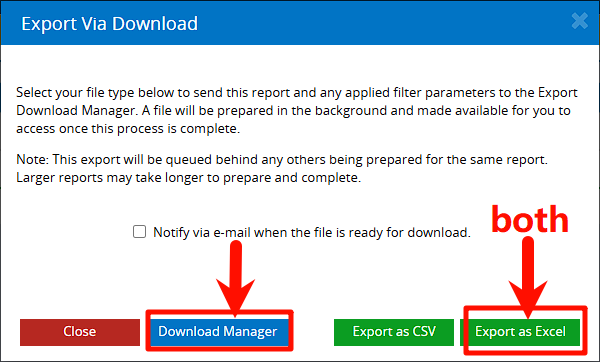 Export Via Download
Select your file type below to send this report and any applied filter parameters to the Export
Download Manager. A file will be prepared in the background and made available for you to
access once this process is complete.
Note: This export will be queued behind any others being prepared for the same report.
Larger reports may take longer to prepare and complete.
both
Notify via e-mail when the file is ready for download.
Close
Download Manager
Export as CSV
Export as Excel